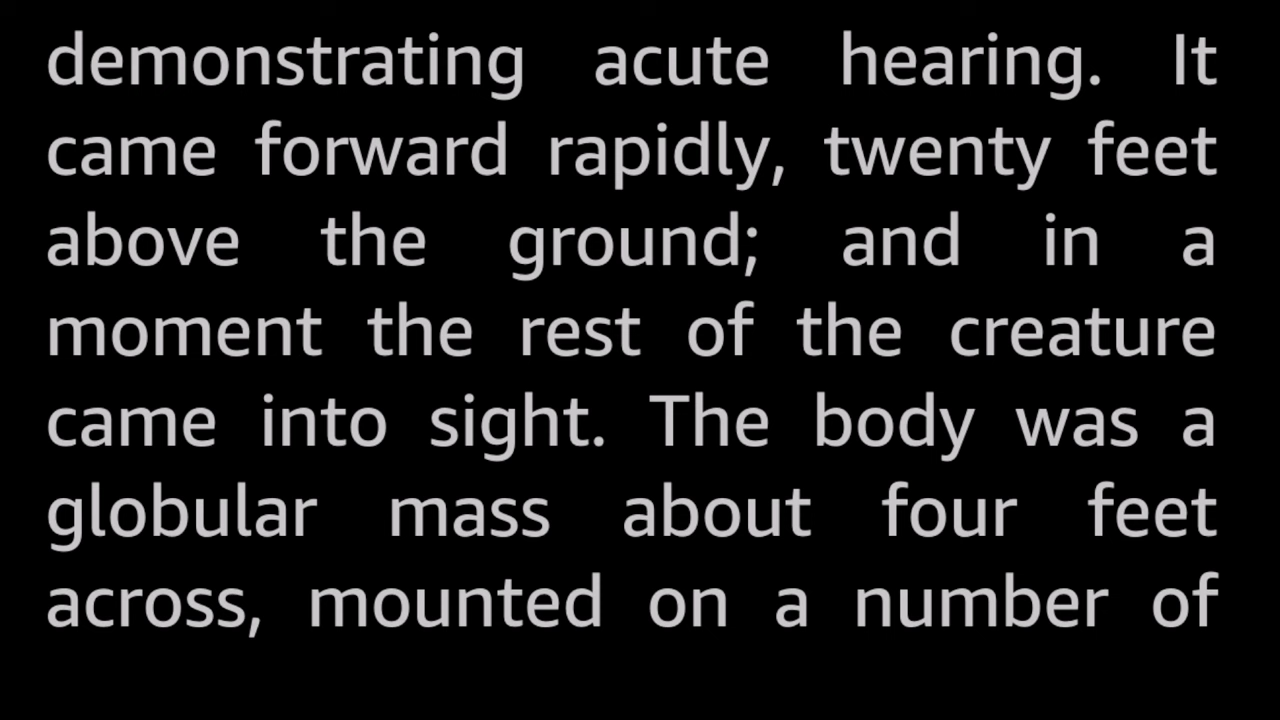 demonstrating acute hearing. It
came forward rapidly, twenty feet
above the ground; and in a
moment the rest of the creature
came into sight. The body was a
globular mass about four feet
across, mounted on a number of